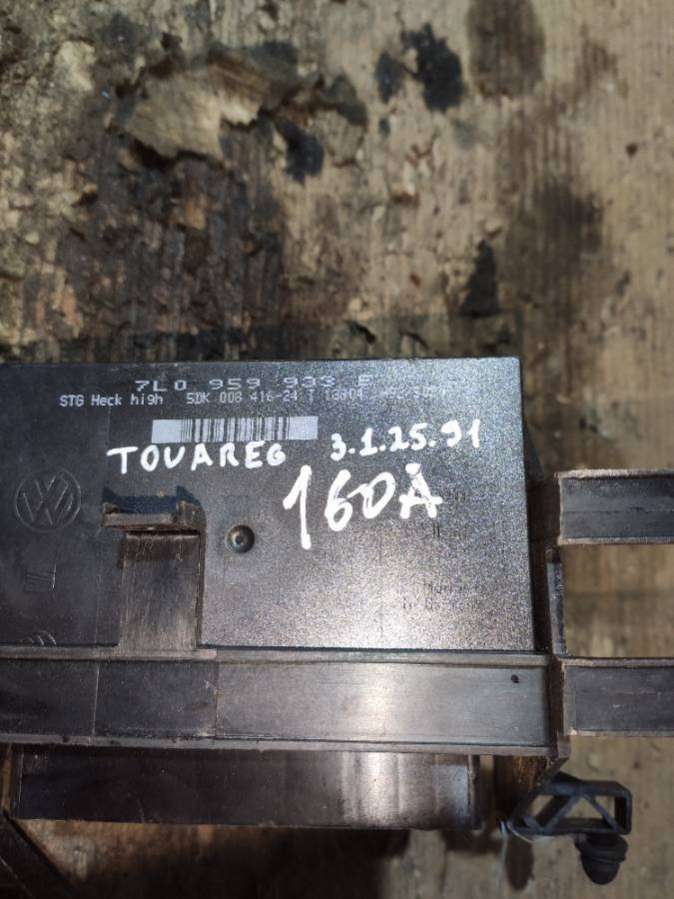 7L0 959 933 E
STG Heck high 5DK 008 416-24
TOUAREG 3.1.25.91
160A